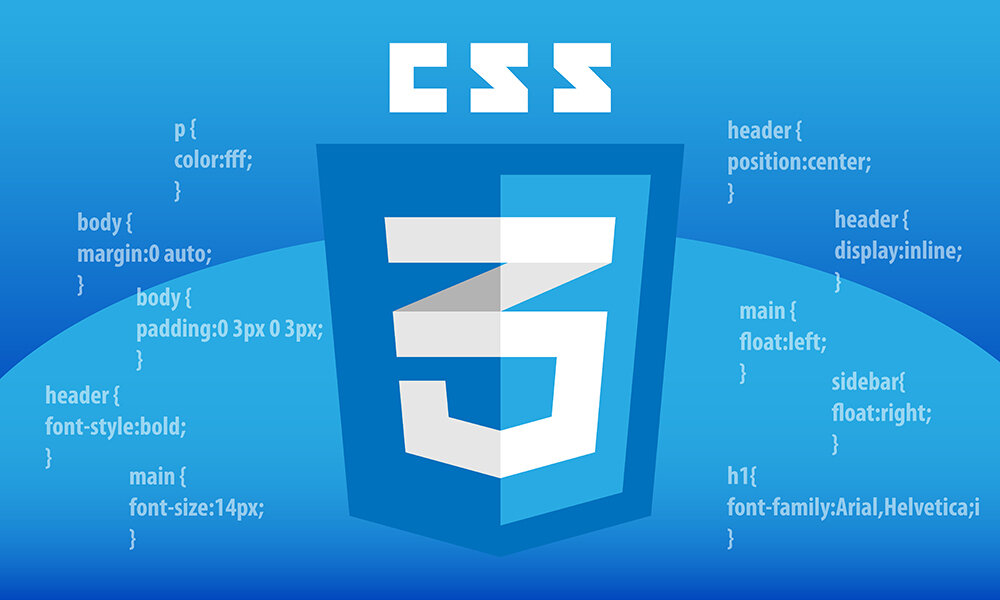 CSS
3
p {
color:fff;
}
body {
margin:0 auto;
}
body {
padding:0 3px 0 3px;
}
header {
font-style:bold;
}
main {
font-size:14px;
}
header {
position:center;
}
header {
display:inline;
}
main {
float:left;
}
sidebar{
float:right;
}
h1{
font-family:Arial,Helvetica;i
}